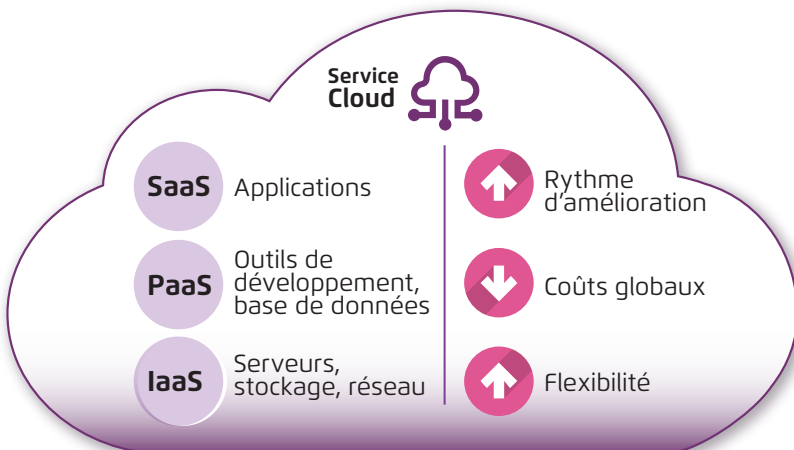 Service
Cloud
SaaS
Applications
PaaS
Outils de
développement,
base de données
IaaS
Serveurs,
stockage, réseau
Rythme
d'amélioration
Coûts globaux
Flexibilité